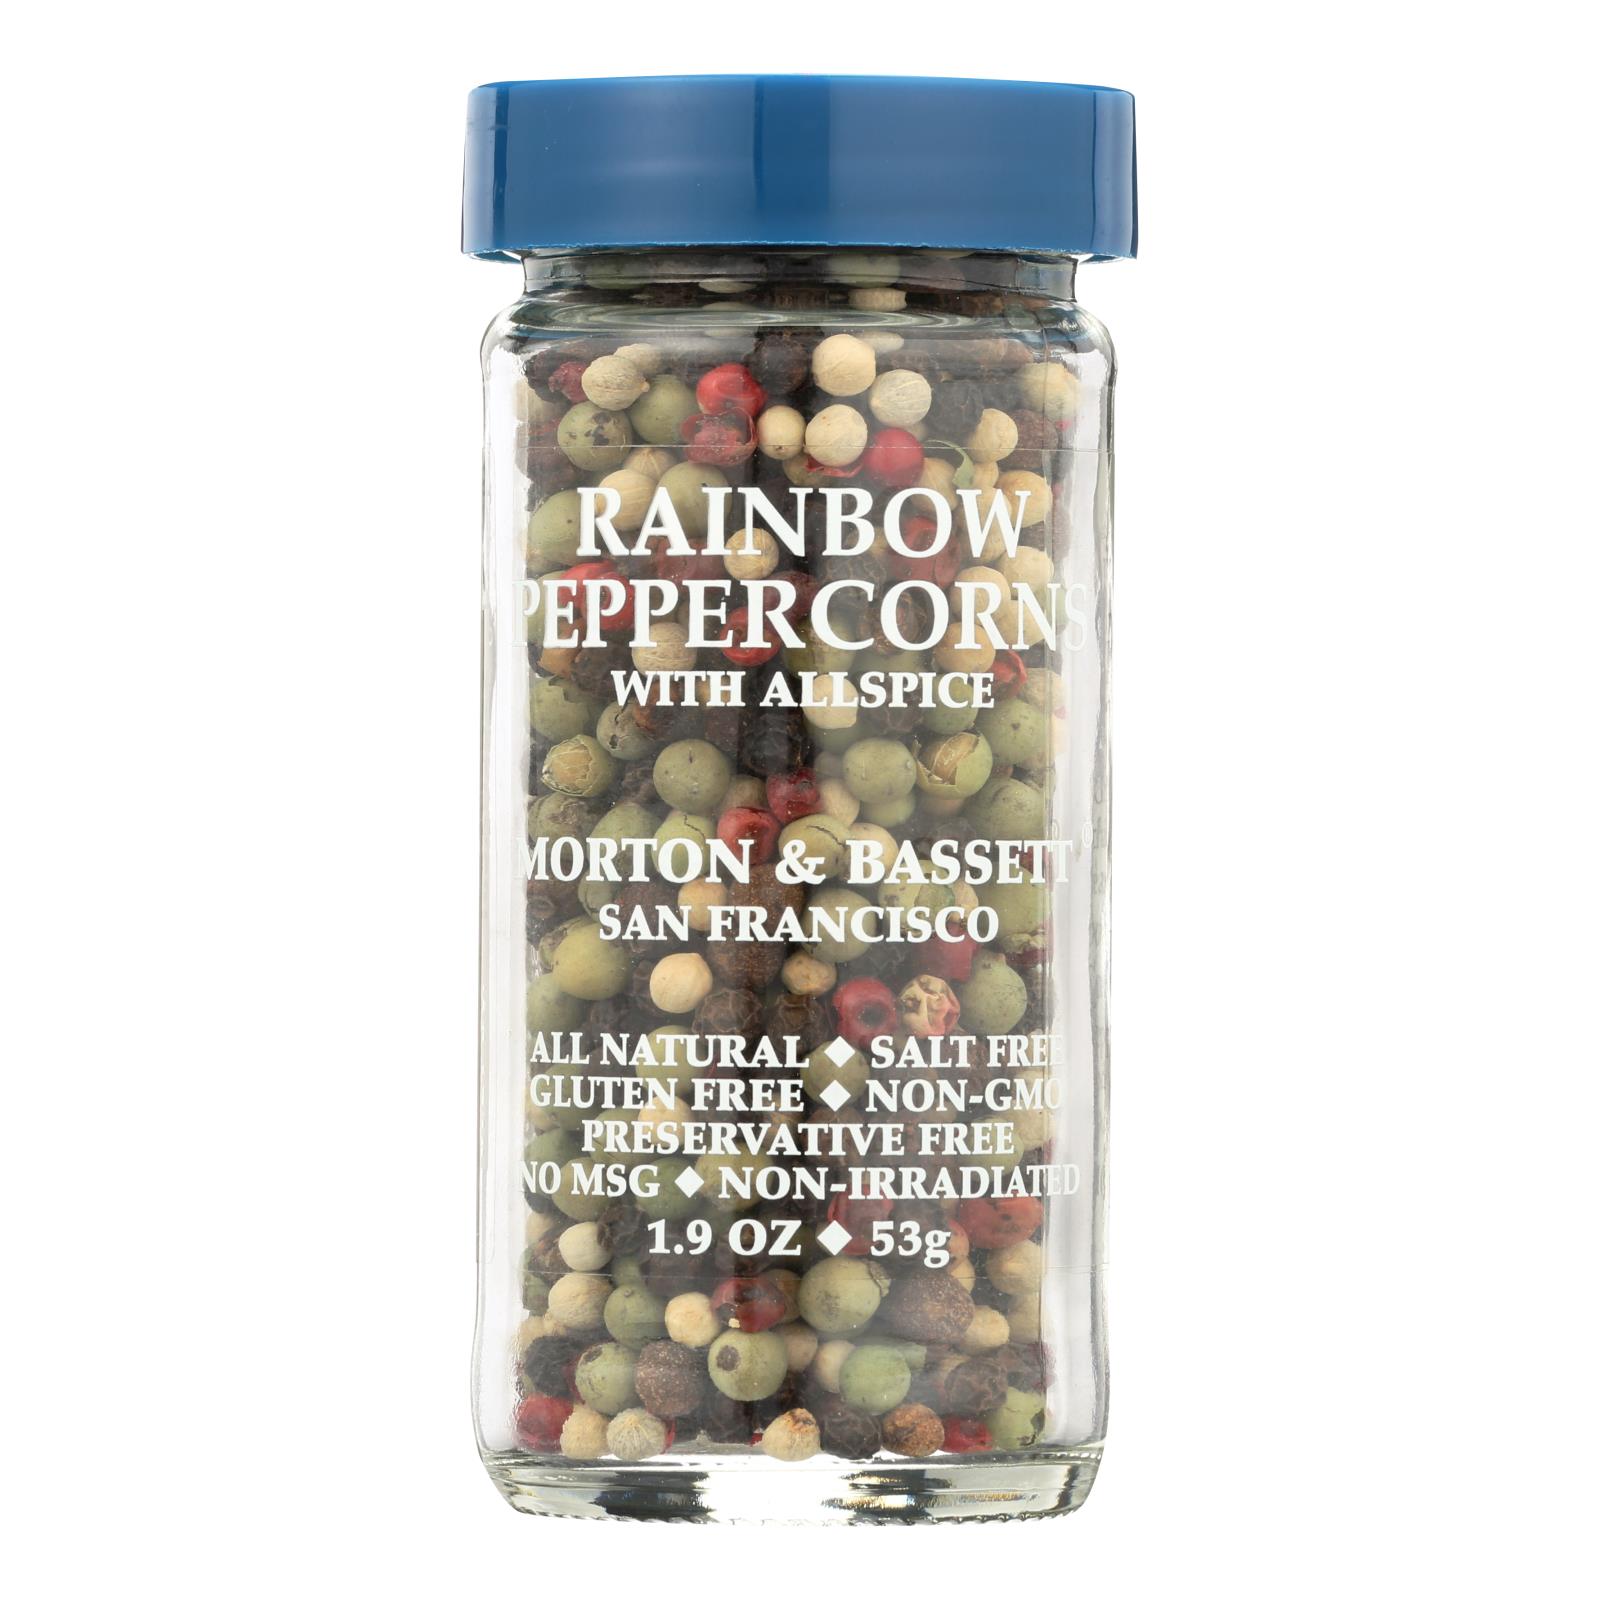 RAINBOW
PEPPERCORNS
WITH ALLSPICE
MORTON & BASSETT
SAN FRANCISCO
ALL NATURAL ◆ SALT FREE
GLUTEN FREE ◆ NON-GMO
PRESERVATIVE FREE
NO MSG ◆ NON-IRRADIATED
1.9 OZ ◆ 53g